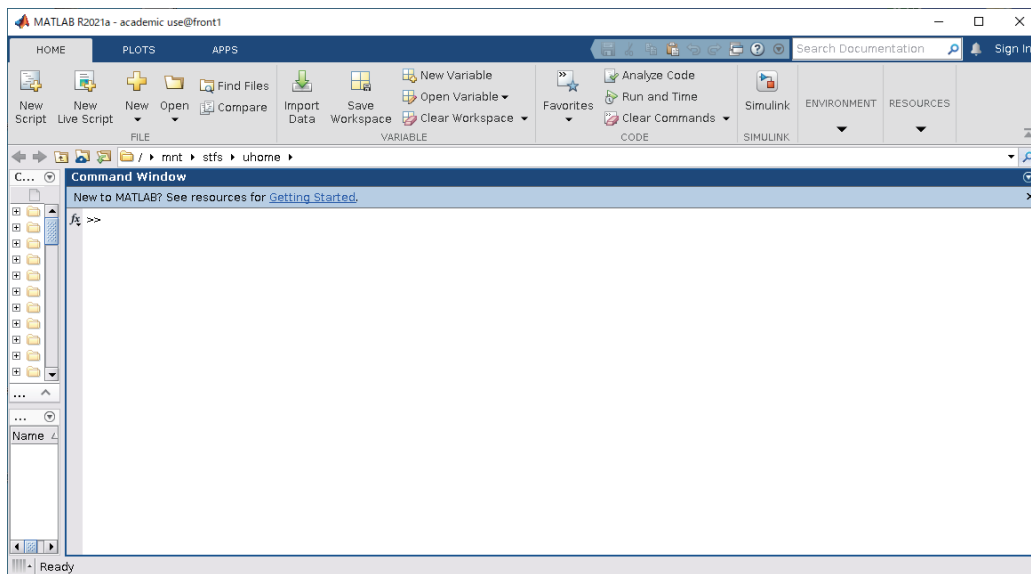 MATLAB R2021a - academic use@front1
HOME PLOTS APPS Search Documentation Sign In
New Script
New Live Script
New
Open
Find Files
Compare
FILE
Import Data
Save Workspace
New Variable
Open Variable
Clear Workspace
VARIABLE
Favorites
Analyze Code
Run and Time
Clear Commands
CODE
Simulink
SIMULINK
ENVIRONMENT
RESOURCES
/ mnt stfs uhome
C...
Command Window
New to MATLAB? See resources for Getting Started.
fx >>
...
...
Name
Ready